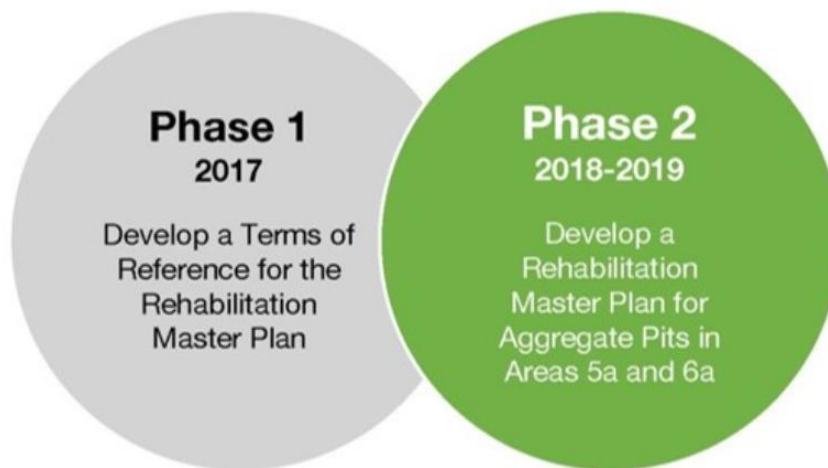 Phase 1
2017
Develop a Terms of
Reference for the
Rehabilitation
Master Plan
Phase 2
2018-2019
Develop a
Rehabilitation
Master Plan for
Aggregate Pits in
Areas 5a and 6a